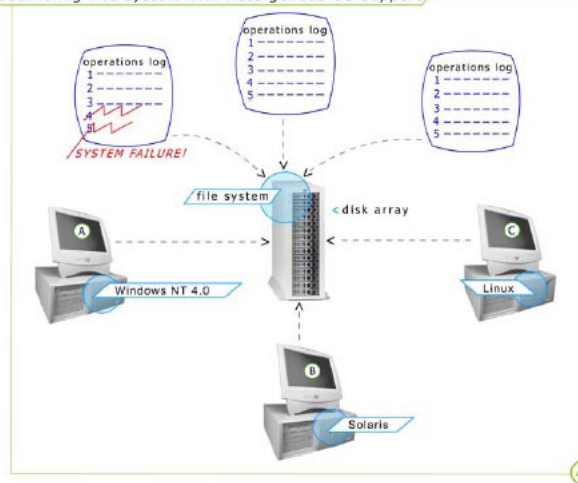 operations log
1
2
3
4
5
SYSTEM FAILURE!
operations log
1
2
3
4
5
operations log
1
2
3
4
5
file system
< disk array
A
Windows NT 4.0
C
Linux
B
Solaris